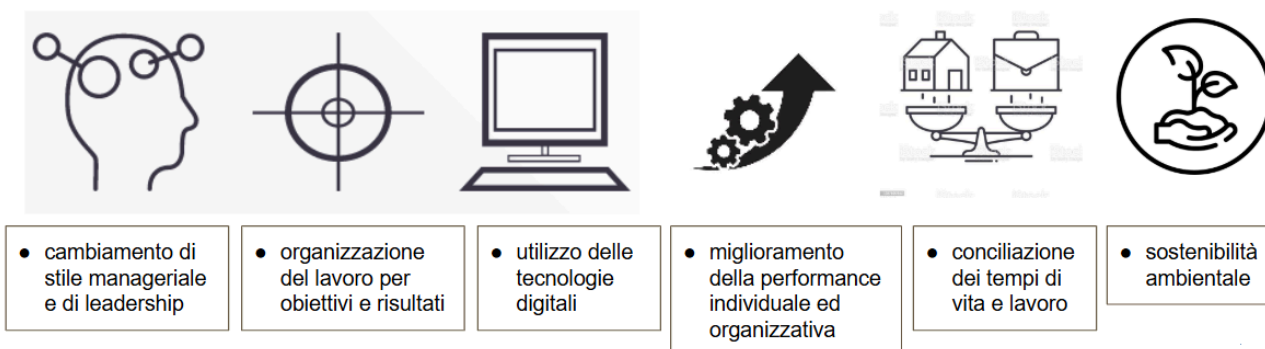 ● cambiamento di
stile manageriale
e di leadership
● organizzazione
del lavoro per
obiettivi e risultati
● utilizzo delle
tecnologie
digitali
● miglioramento
della performance
individuale ed
organizzativa
● conciliazione
dei tempi di
vita e lavoro
● sostenibilità
ambientale